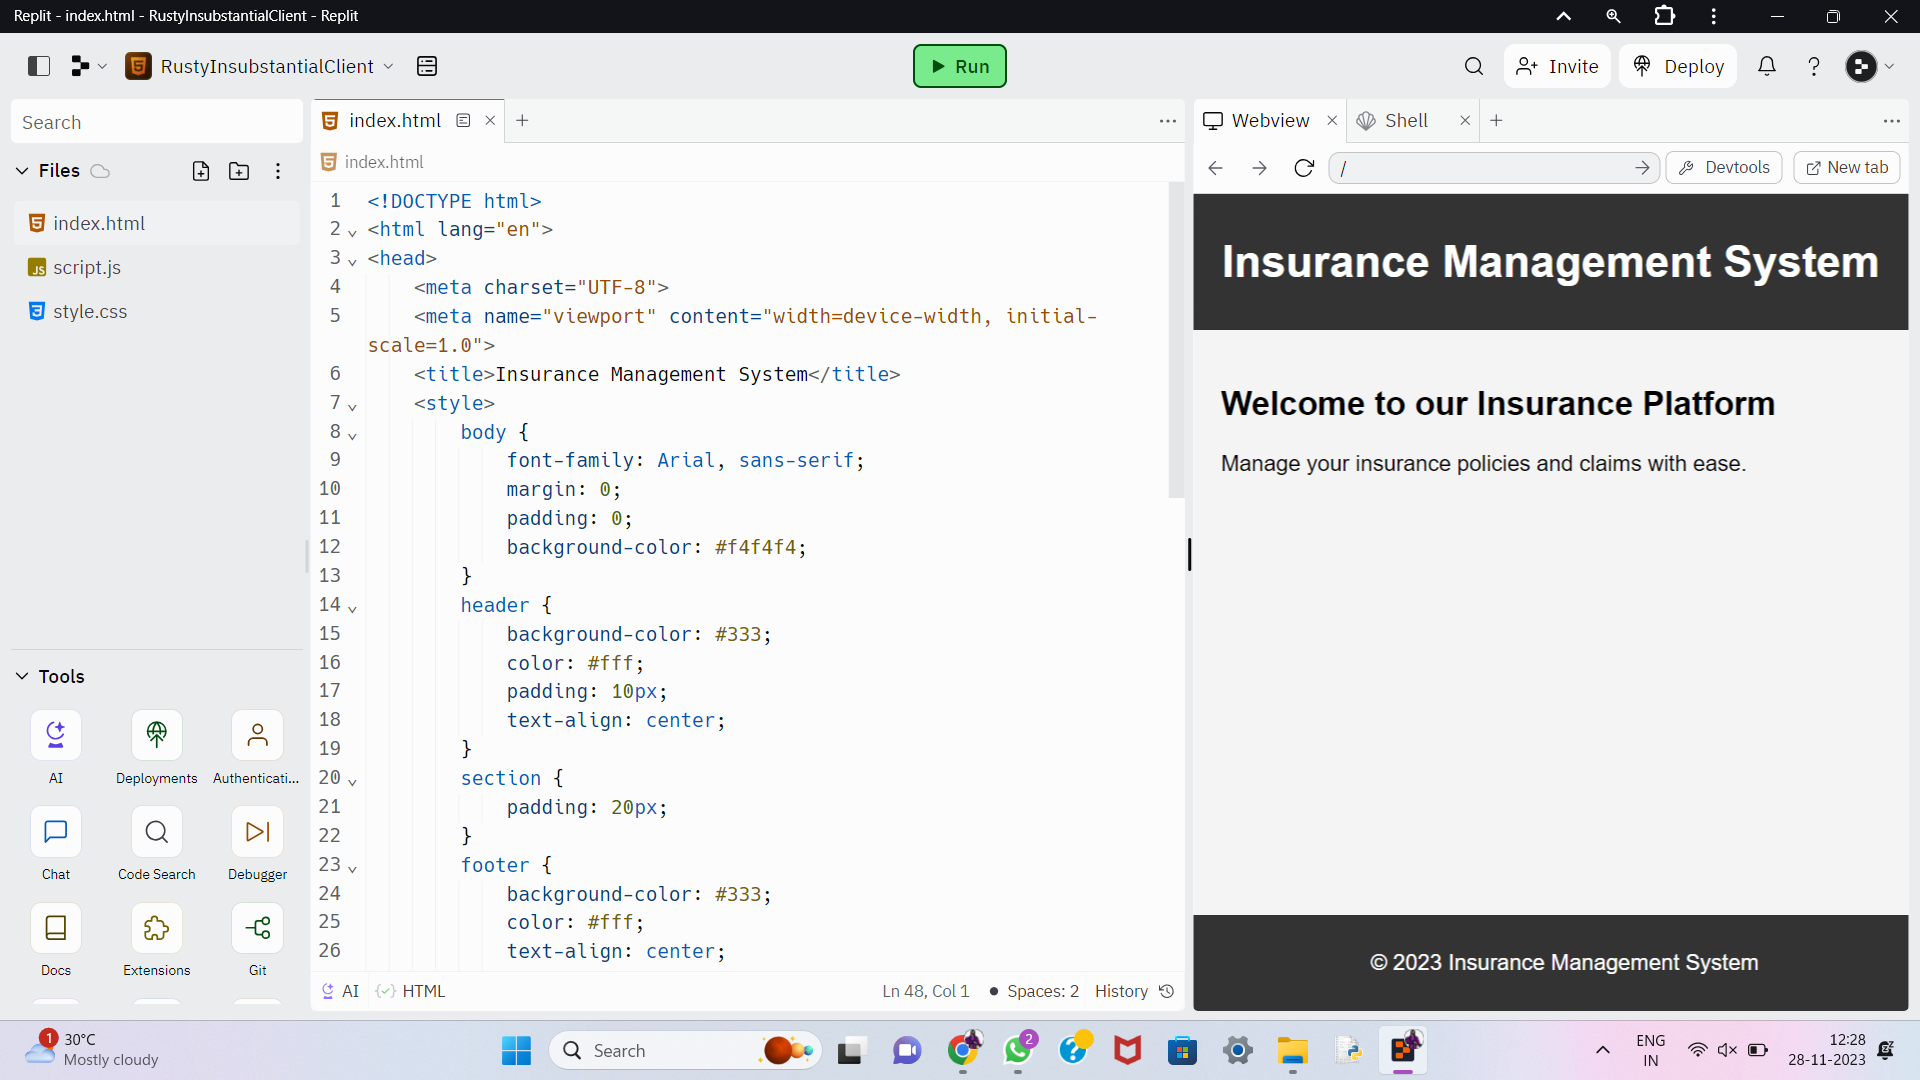 Replit - index.html - RustyInsubstantialClient - Replit
RustyInsubstantialClient
Run
Invite
Deploy
Search
Files
index.html
script.js
style.css
Tools
AI
Deployments
Authenticati...
Chat
Code Search
Debugger
Docs
Extensions
Git
index.html
index.html
1 <!DOCTYPE html>
2 <html lang="en">
3 <head>
4 <meta charset="UTF-8">
5 <meta name="viewport" content="width=device-width, initial-
scale=1.0">
6 <title>Insurance Management System</title>
7 <style>
8 body {
9 font-family: Arial, sans-serif;
10 margin: 0;
11 padding: 0;
12 background-color: #f4f4f4;
13 }
14 header {
15 background-color: #333;
16 color: #fff;
17 padding: 10px;
18 text-align: center;
19 }
20 section {
21 padding: 20px;
22 }
23 footer {
24 background-color: #333;
25 color: #fff;
26 text-align: center;
AI
HTML
Ln 48, Col 1
Spaces: 2
History
Webview
Shell
/
Devtools
New tab
Insurance Management System
Welcome to our Insurance Platform
Manage your insurance policies and claims with ease.
© 2023 Insurance Management System
1
30°C
Mostly cloudy
Search
2
ENG
IN
12:28
28-11-2023